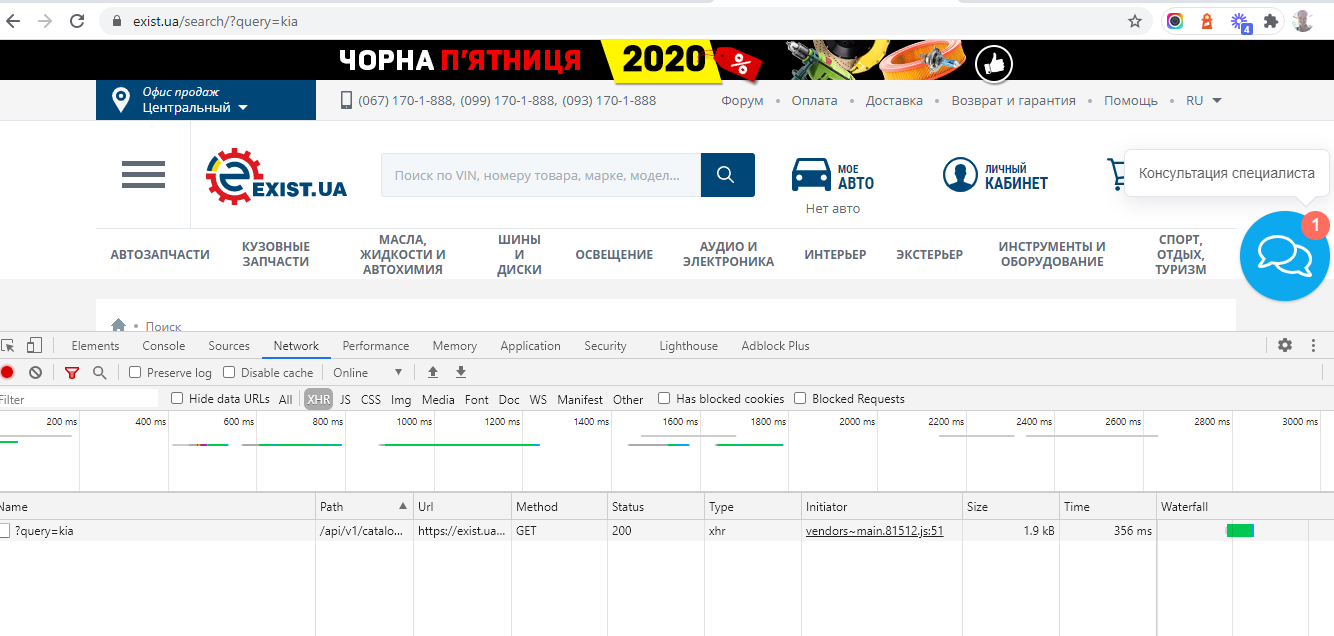 exist.ua/search/?query=kia
4
ЧОРНА П'ЯТНИЦЯ 2020 %
Офис продаж
Центральный
(067) 170-1-888, (099) 170-1-888, (093) 170-1-888
Форум • Оплата • Доставка • Возврат и гарантия • Помощь • RU
EXIST.UA
Поиск по VIN, номеру товара, марке, модел...
МОЕ
АВТО
Нет авто
ЛИЧНЫЙ
КАБИНЕТ
Консультация специалиста
1
АВТОЗАПЧАСТИ
КУЗОВНЫЕ
ЗАПЧАСТИ
МАСЛА,
ЖИДКОСТИ И
АВТОХИМИЯ
ШИНЫ
И
ДИСКИ
ОСВЕЩЕНИЕ
АУДИО И
ЭЛЕКТРОНИКА
ИНТЕРЬЕР
ЭКСТЕРЬЕР
ИНСТРУМЕНТЫ И
ОБОРУДОВАНИЕ
СПОРТ,
ОТДЫХ,
ТУРИЗМ
• Поиск
Elements Console Sources Network Performance Memory Application Security Lighthouse Adblock Plus
Preserve log Disable cache Online
Filter Hide data URLs All XHR JS CSS Img Media Font Doc WS Manifest Other Has blocked cookies Blocked Requests
200 ms 400 ms 600 ms 800 ms 1000 ms 1200 ms 1400 ms 1600 ms 1800 ms 2000 ms 2200 ms 2400 ms 2600 ms 2800 ms 3000 ms
Name Path Url Method Status Type Initiator Size Time Waterfall
?query=kia /api/v1/catalo... https://exist.ua... GET 200 xhr vendors~main.81512.js:51 1.9 kB 356 ms